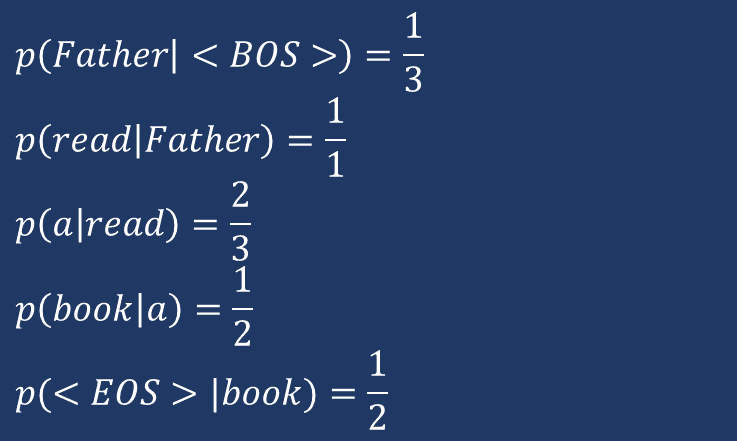 p(Father| < BOS >) = 1/3
p(read|Father) = 1/1
p(a|read) = 2/3
p(book|a) = 1/2
p(< EOS > |book) = 1/2